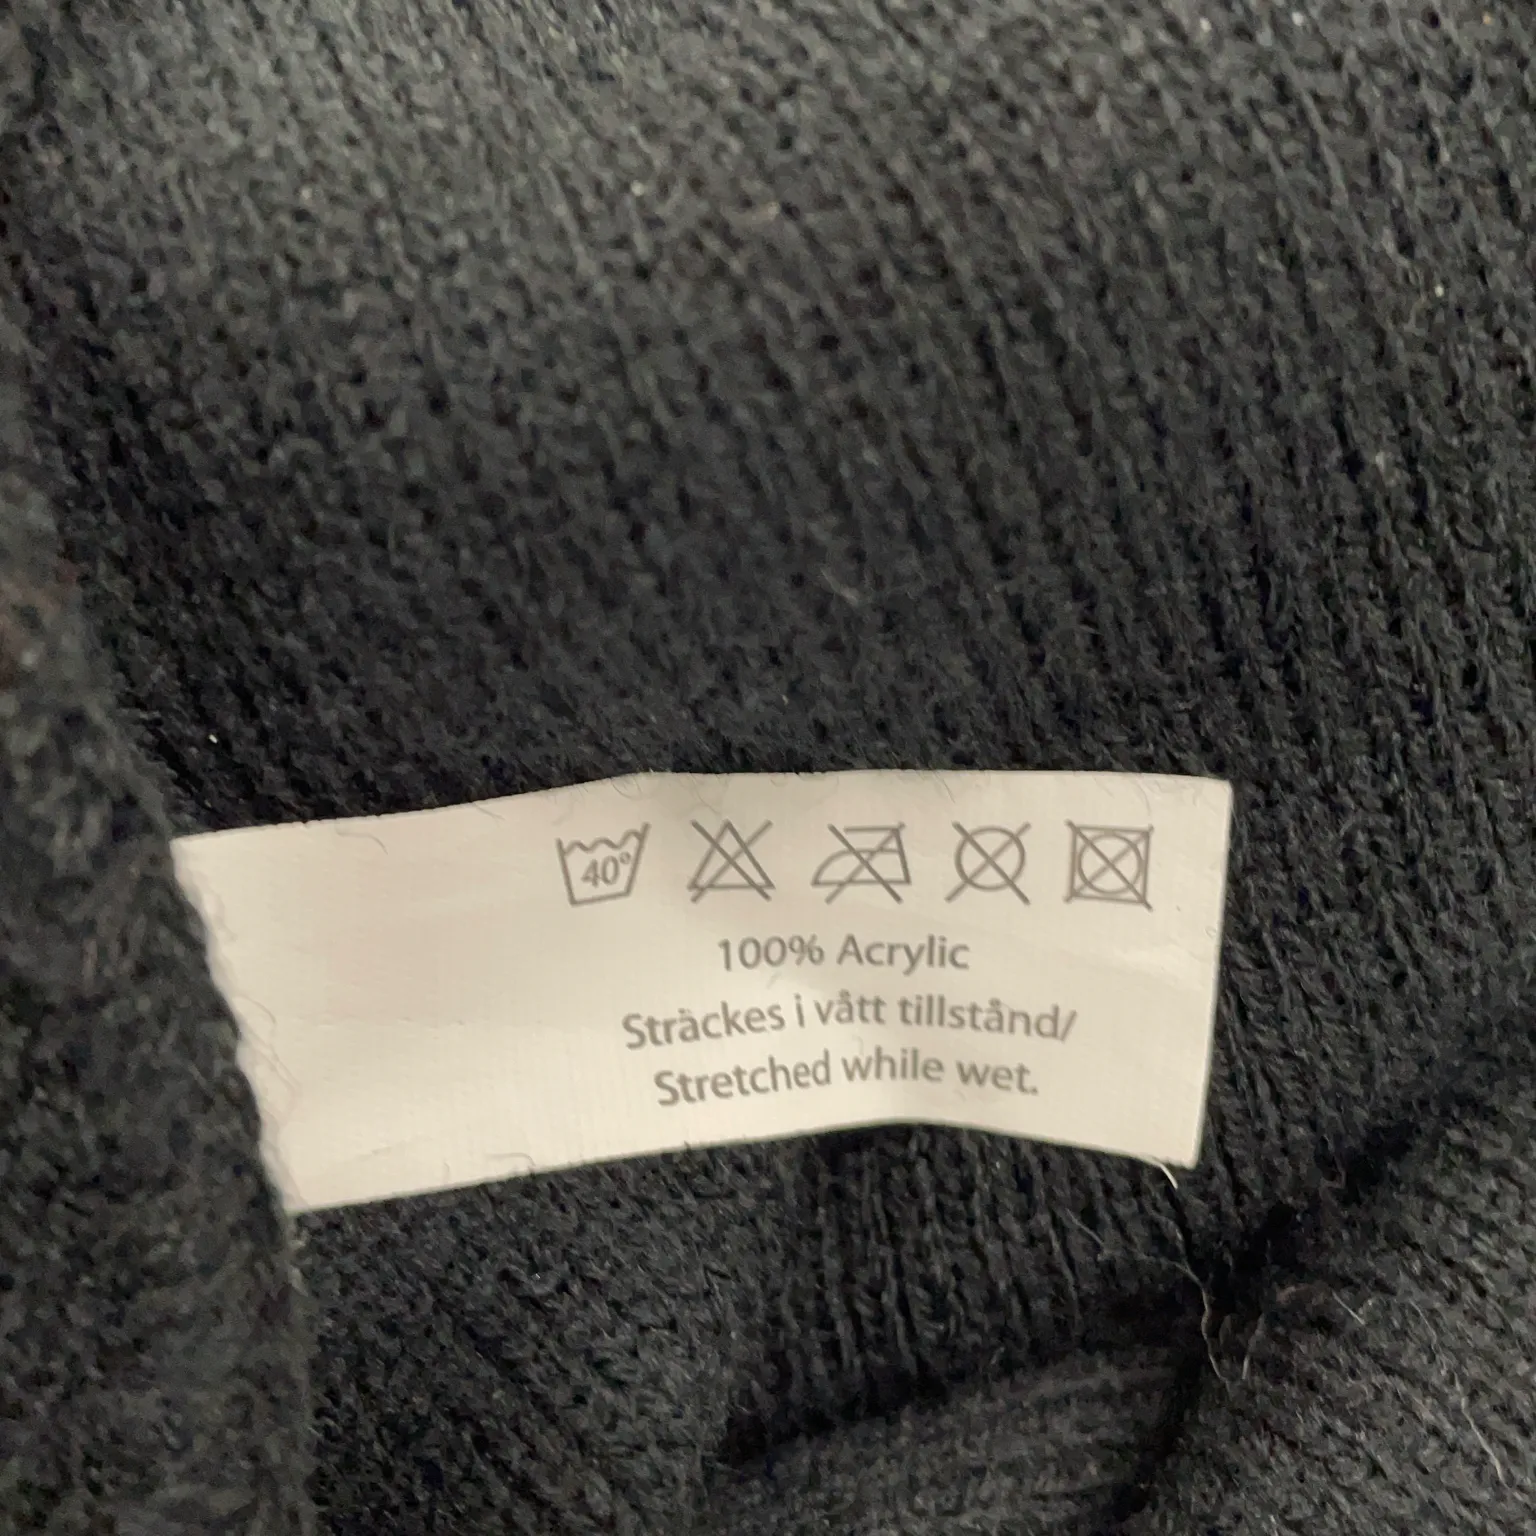 40°
100% Acrylic
Sträckes i vått tillstånd/
Stretched while wet.